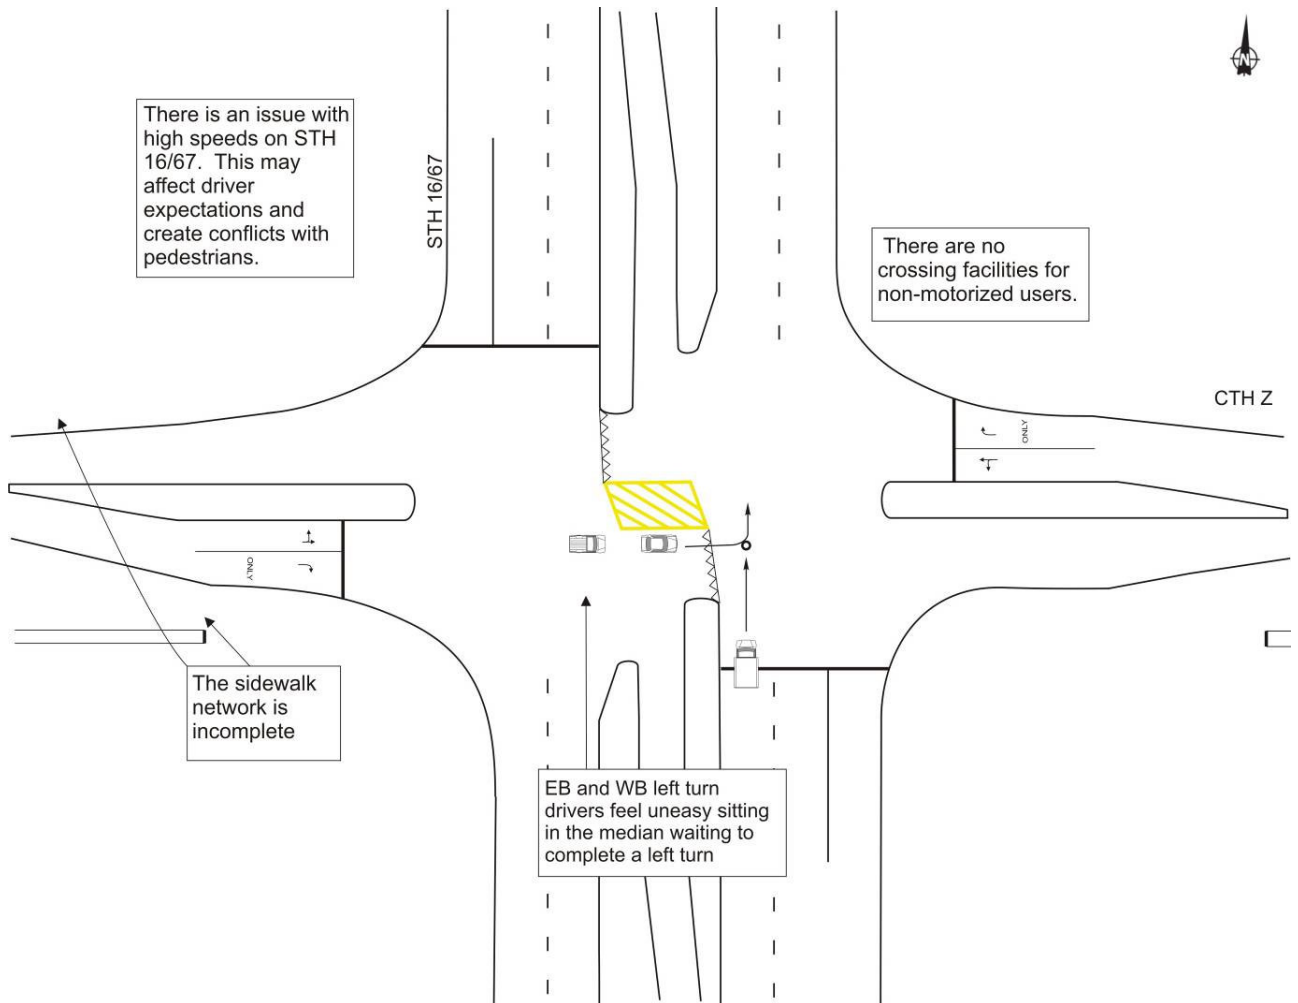 N
There is an issue with
high speeds on STH
16/67.  This may
affect driver
expectations and
create conflicts with
pedestrians.
STH 16/67
There are no
crossing facilities for
non-motorized users.
CTH Z
ONLY
ONLY
The sidewalk
network is
incomplete
EB and WB left turn
drivers feel uneasy sitting
in the median waiting to
complete a left turn